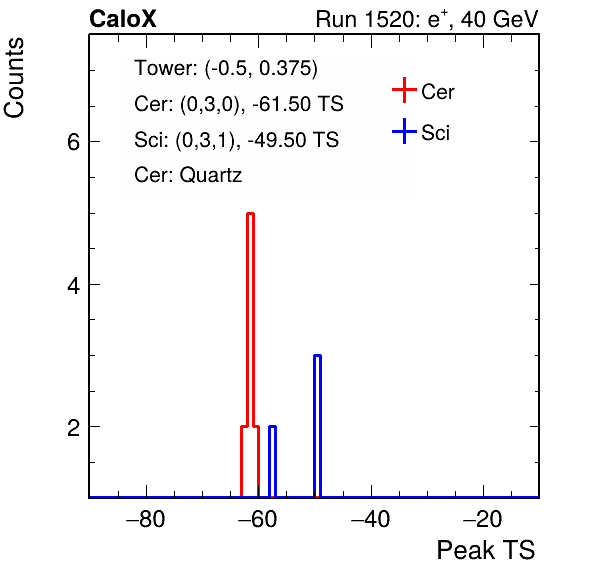 CaloX Run 1520: e⁺, 40 GeV
Counts
Tower: (-0.5, 0.375)
Cer: (0,3,0), -61.50 TS
Sci: (0,3,1), -49.50 TS
Cer: Quartz
Cer
Sci
6
4
2
−80 −60 −40 −20
Peak TS